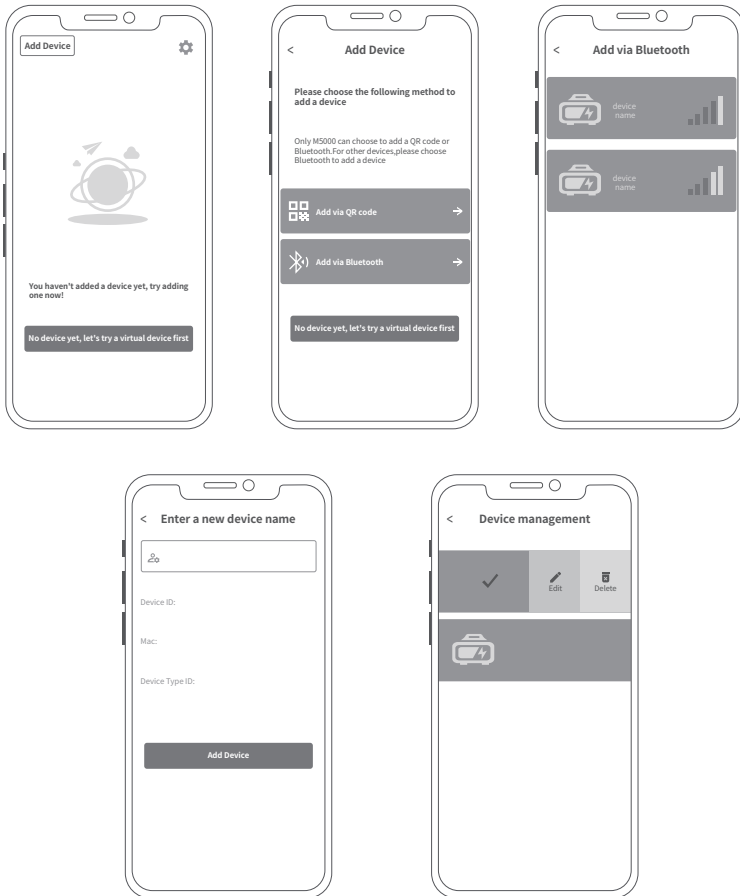 Add Device
You haven't added a device yet, try adding
one now!
No device yet, let's try a virtual device first
< Add Device
Please choose the following method to
add a device
Only M5000 can choose to add a QR code or
Bluetooth.For other devices,please choose
Bluetooth to add a device
Add via QR code
Add via Bluetooth
No device yet, let's try a virtual device first
< Add via Bluetooth
device
name
device
name
< Enter a new device name
Device ID:
Mac:
Device Type ID:
Add Device
< Device management
Edit
Delete